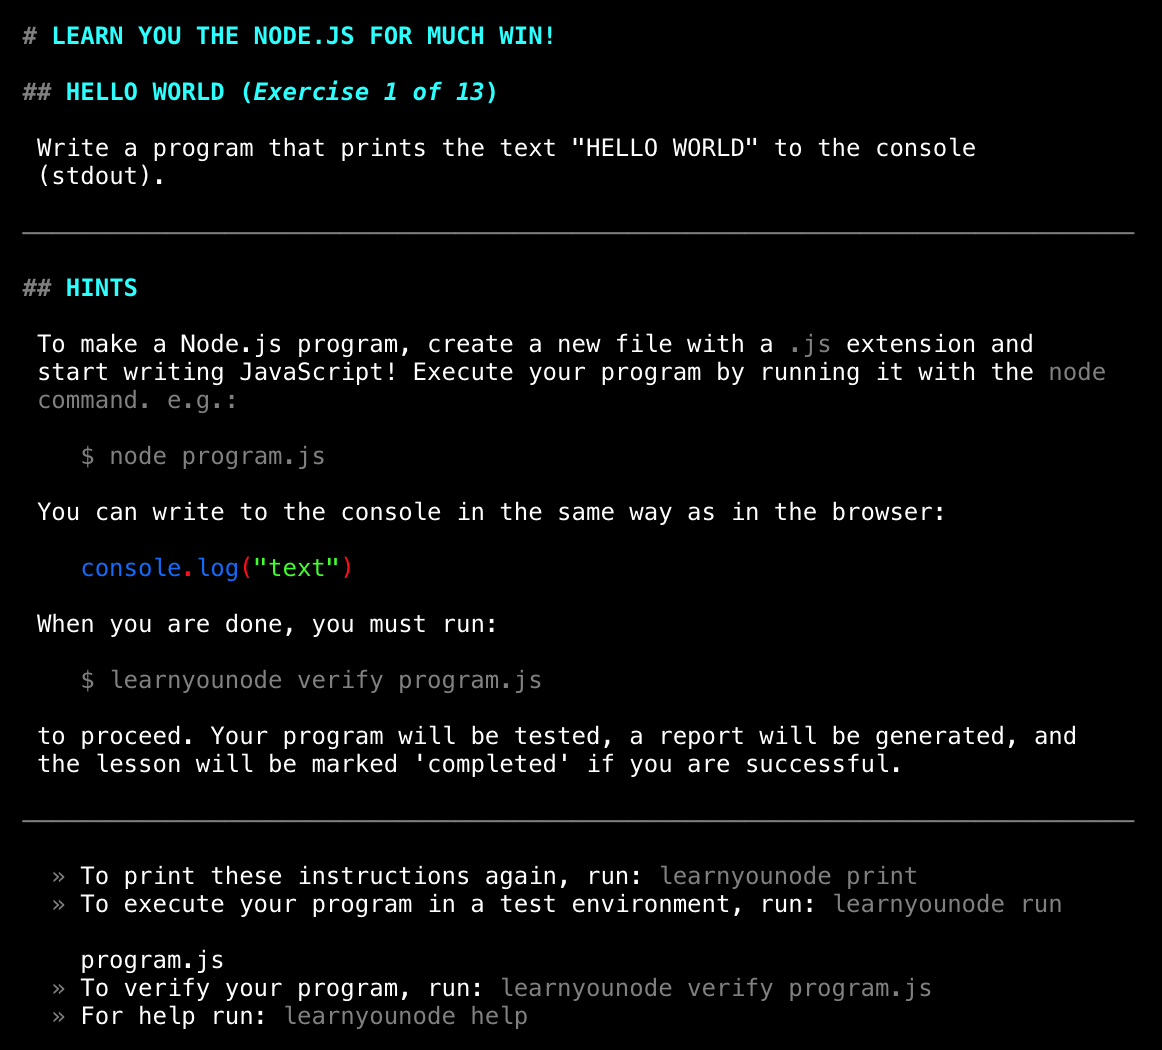 # LEARN YOU THE NODE.JS FOR MUCH WIN!
## HELLO WORLD (Exercise 1 of 13)
Write a program that prints the text "HELLO WORLD" to the console
(stdout).
## HINTS
To make a Node.js program, create a new file with a .js extension and
start writing JavaScript! Execute your program by running it with the node
command. e.g.:
$ node program.js
You can write to the console in the same way as in the browser:
console.log("text")
When you are done, you must run:
$ learnyounode verify program.js
to proceed. Your program will be tested, a report will be generated, and
the lesson will be marked 'completed' if you are successful.
» To print these instructions again, run: learnyounode print
» To execute your program in a test environment, run: learnyounode run
program.js
» To verify your program, run: learnyounode verify program.js
» For help run: learnyounode help